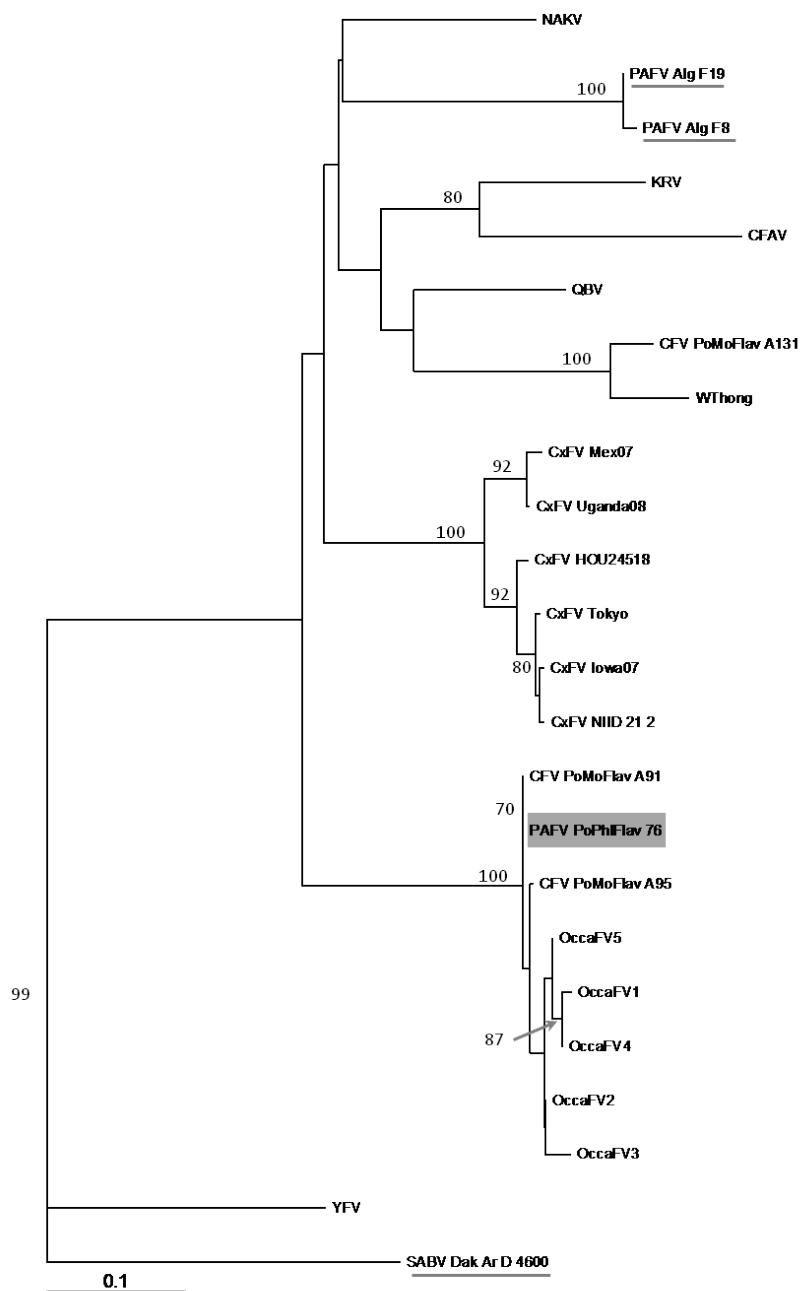 NAKV
PAFV Alg F19
100
PAFV Alg F8
KRV
80
CFAV
QBV
CFV PoMoFlav A131
100
WThong
CxFV Mex07
92
CxFV Uganda08
100
CxFV HOU24518
92
CxFV Tokyo
80
CxFV Iowa07
CxFV NIID 21 2
CFV PoMoFlav A91
70
PAFV PoPhlFlav 76
100
CFV PoMoFlav A95
OccaFV5
99
OccaFV1
87
OccaFV4
OccaFV2
OccaFV3
YFV
SABV Dak Ar D 4600
0.1